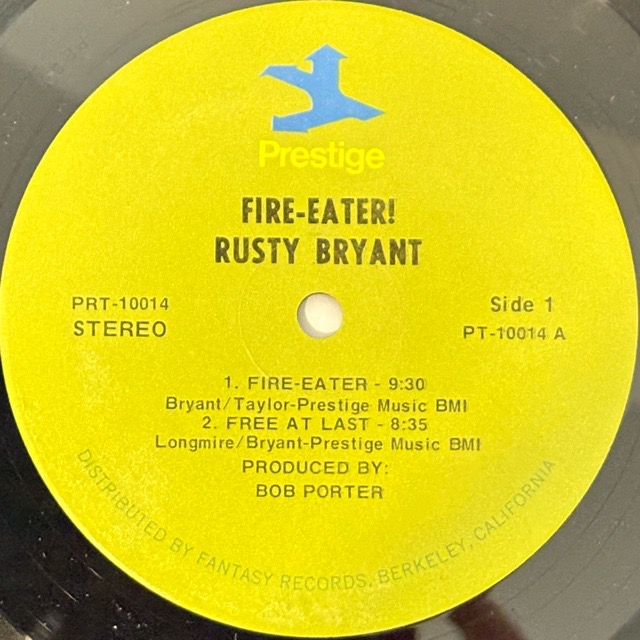 Prestige
FIRE-EATER!
RUSTY BRYANT
PRT-10014
STEREO
Side 1
PT-10014 A
1. FIRE-EATER - 9:30
Bryant/Taylor-Prestige Music BMI
2. FREE AT LAST - 8:35
Longmire/Bryant-Prestige Music BMI
PRODUCED BY:
BOB PORTER
DISTRIBUTED BY FANTASY RECORDS, BERKELEY, CALIFORNIA